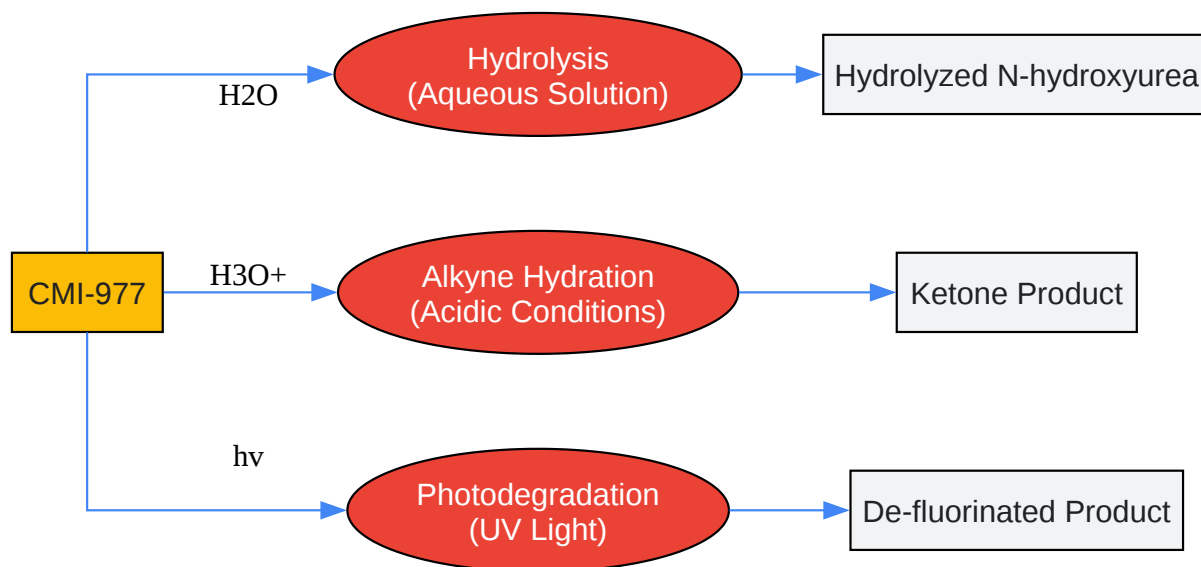 Hydrolysis
(Aqueous Solution)
Hydrolyzed N-hydroxyurea
H2O
CMI-977
H3O+
Alkyne Hydration
(Acidic Conditions)
Ketone Product
hv
Photodegradation
(UV Light)
De-fluorinated Product